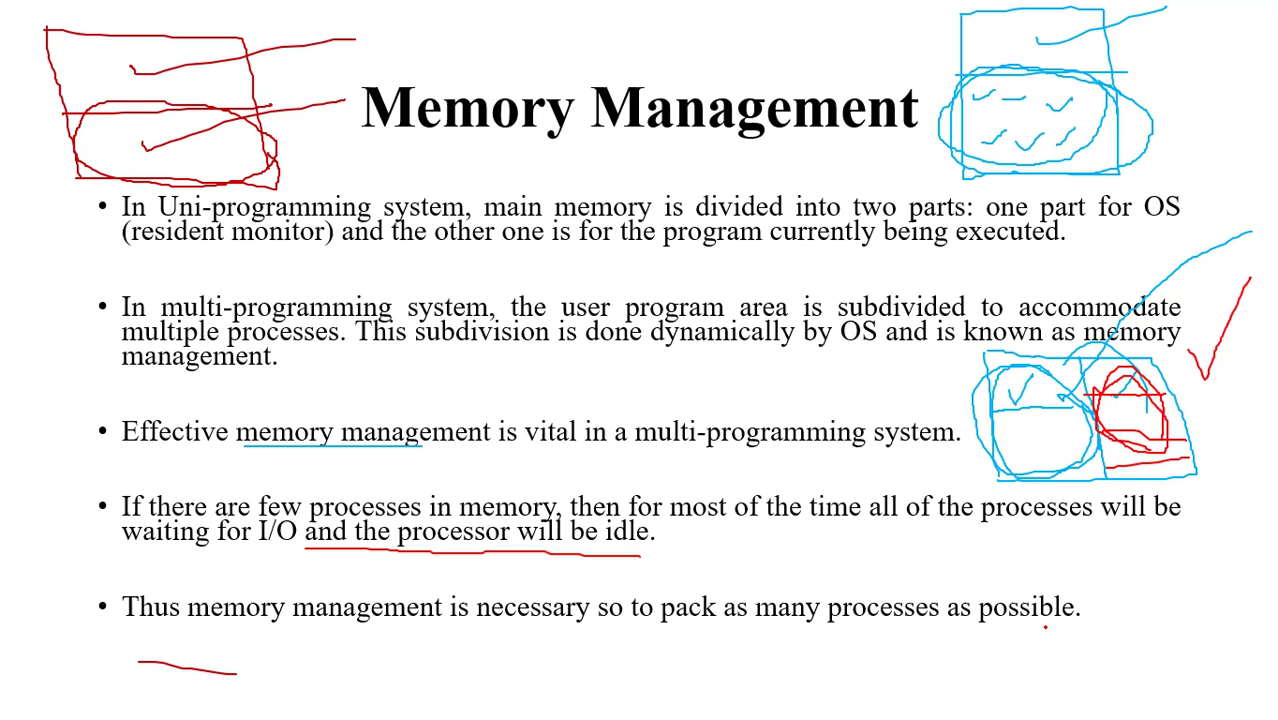 Memory Management
• In Uni-programming system, main memory is divided into two parts: one part for OS
(resident monitor) and the other one is for the program currently being executed.
• In multi-programming system, the user program area is subdivided to accommodate
multiple processes. This subdivision is done dynamically by OS and is known as memory
management.
• Effective memory management is vital in a multi-programming system.
• If there are few processes in memory, then for most of the time all of the processes will be
waiting for I/O and the processor will be idle.
• Thus memory management is necessary so to pack as many processes as possible.